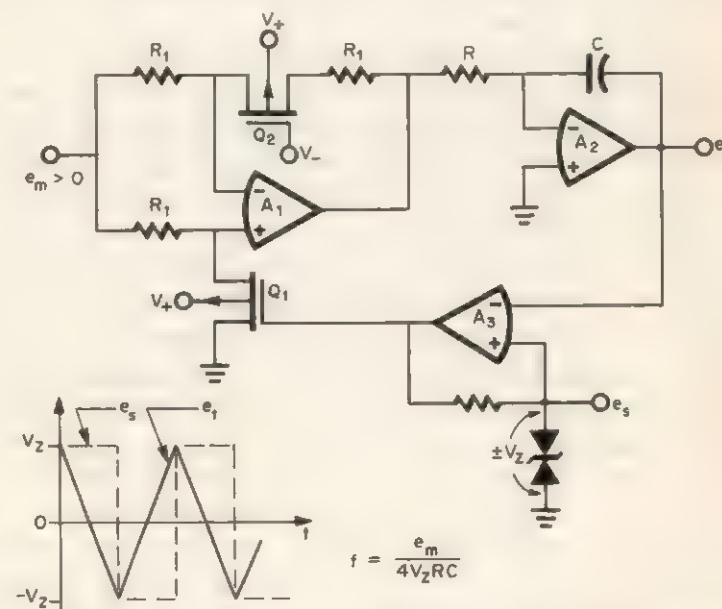 V+
R1
R1
R
C
Q2
V-
A2
em > 0
e
R1
A1
Q1
V+
A3
es
±VZ
es
et
VZ
0
t
-VZ
f = em / 4VZRC